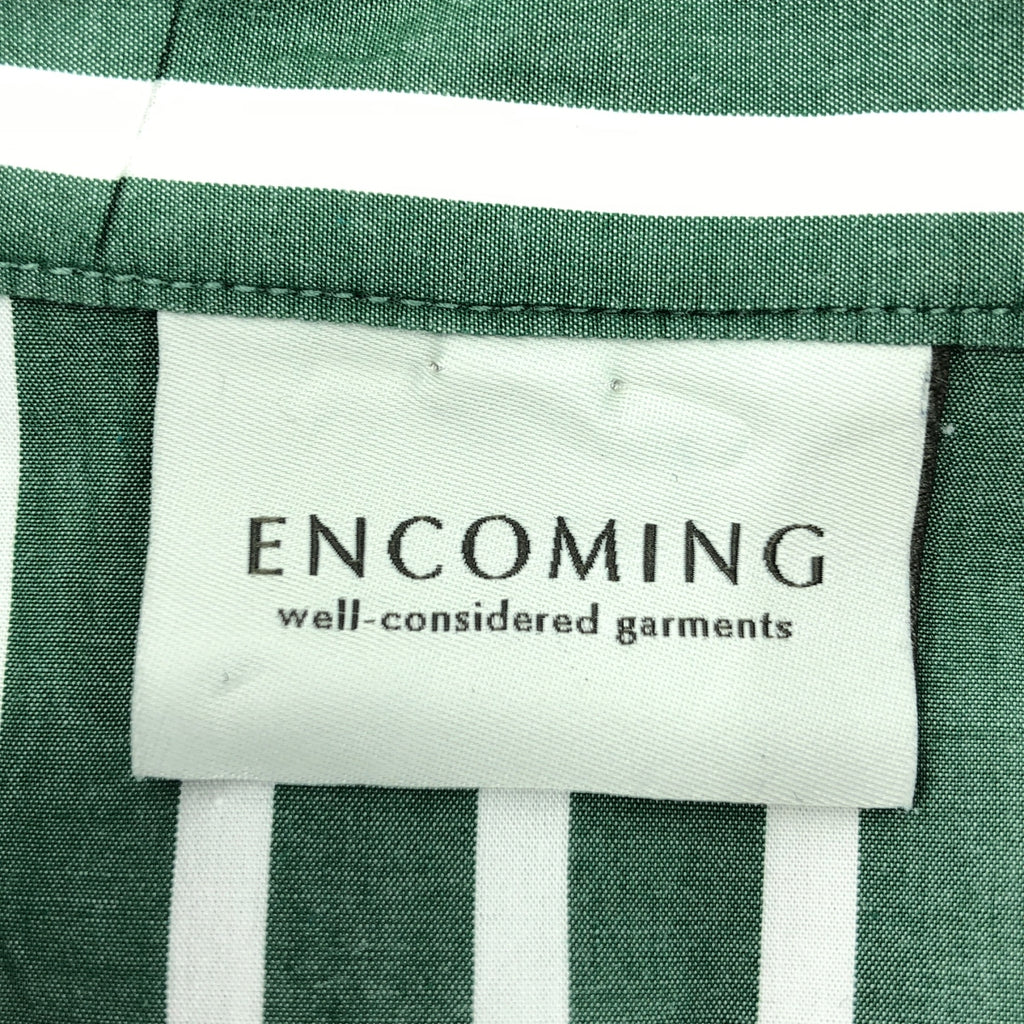 ENCOMING
well-considered garments